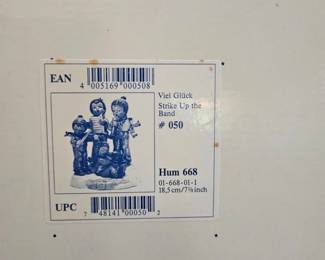 EAN
4 005169 000508
Viel Glück
Strike Up the
Band
# 050
Hum 668
01-668-01-1
18,5 cm/7¼ inch
UPC
7 48141 00050 2